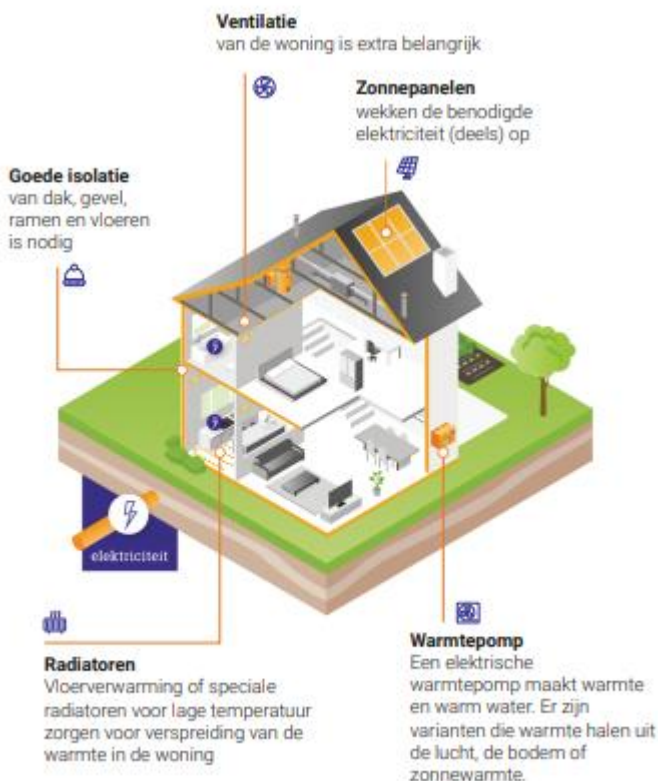 Ventilatie
van de woning is extra belangrijk
Zonnepanelen
wekken de benodigde
elektriciteit (deels) op
Goede isolatie
van dak, gevel,
ramen en vloeren
is nodig
elektriciteit
Radiatoren
Vloerverwarming of speciale
radiatoren voor lage temperatuur
zorgen voor verspreiding van de
warmte in de woning
Warmtepomp
Een elektrische
warmtepomp maakt warmte
en warm water. Er zijn
varianten die warmte halen uit
de lucht, de bodem of
zonnewarmte.